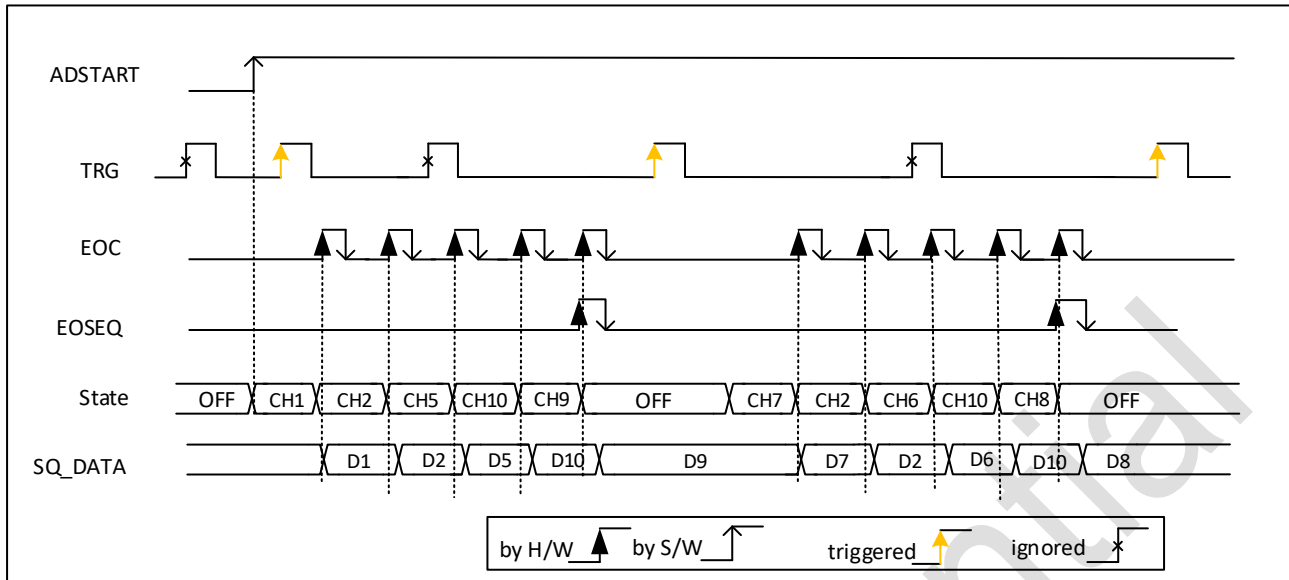 ADSTART
TRG
EOC
EOSEQ
State OFF CH1 CH2 CH5 CH10 CH9 OFF CH7 CH2 CH6 CH10 CH8 OFF
SQ_DATA D1 D2 D5 D10 D9 D7 D2 D6 D10 D8
by H/W by S/W triggered ignored